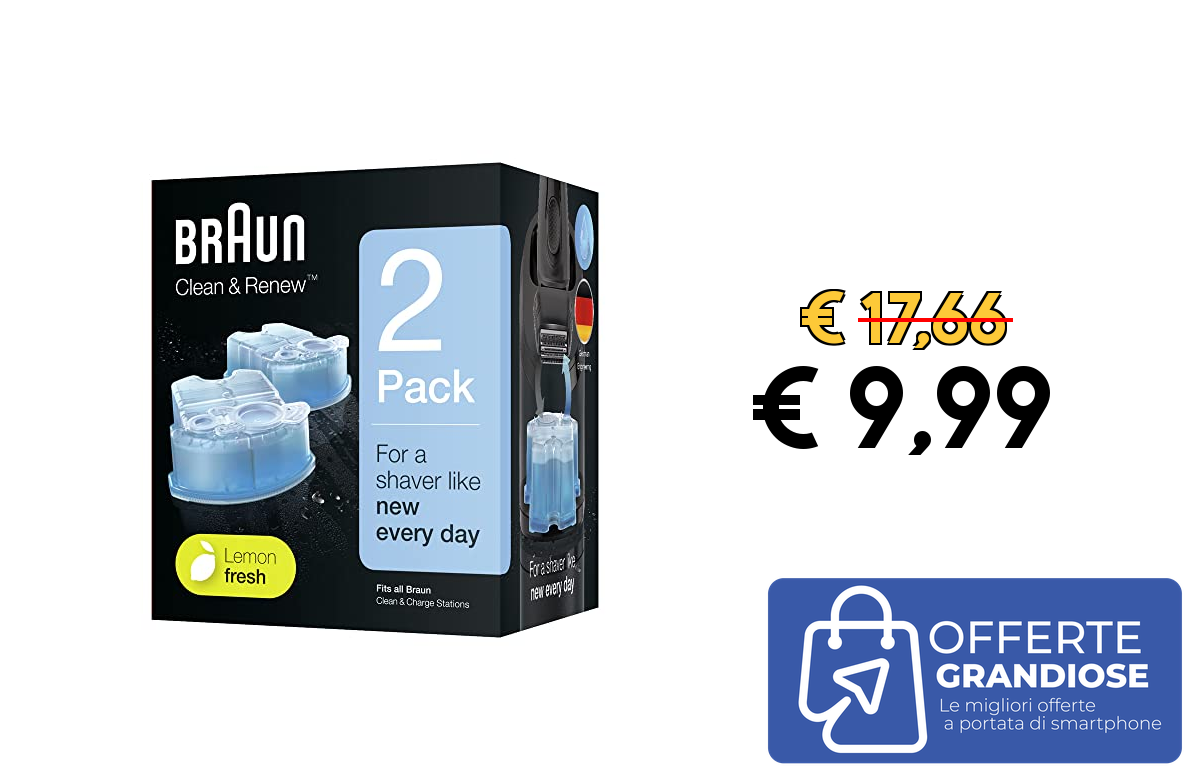 BRAUN
Clean & Renew™
2
Pack
For a
shaver like
new
every day
Lemon
fresh
Fits all Braun
Clean & Charge Stations
German
For a shaver like
new every day
€ 17,66
€ 9,99
OFFERTE
GRANDIOSE
Le migliori offerte
a portata di smartphone